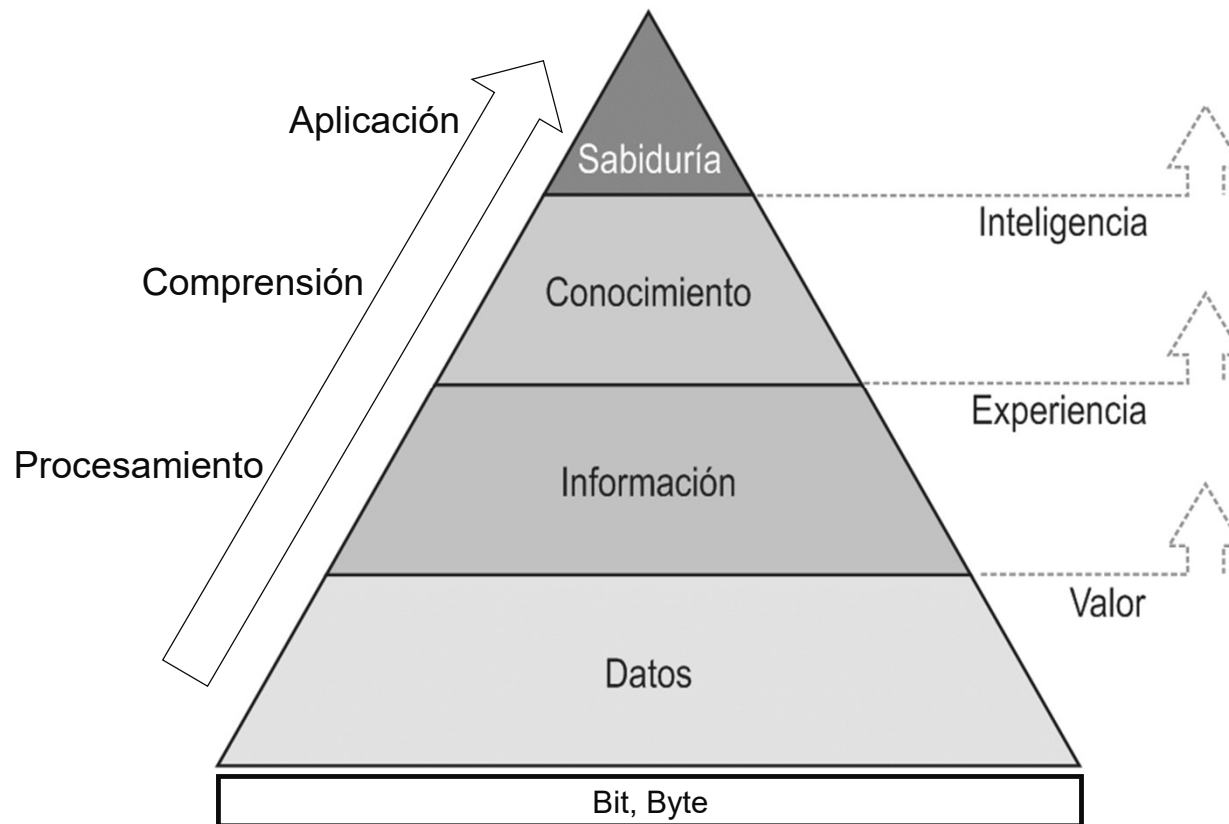 Aplicación
Sabiduría
Inteligencia
Comprensión
Conocimiento
Experiencia
Procesamiento
Información
Valor
Datos
Bit, Byte